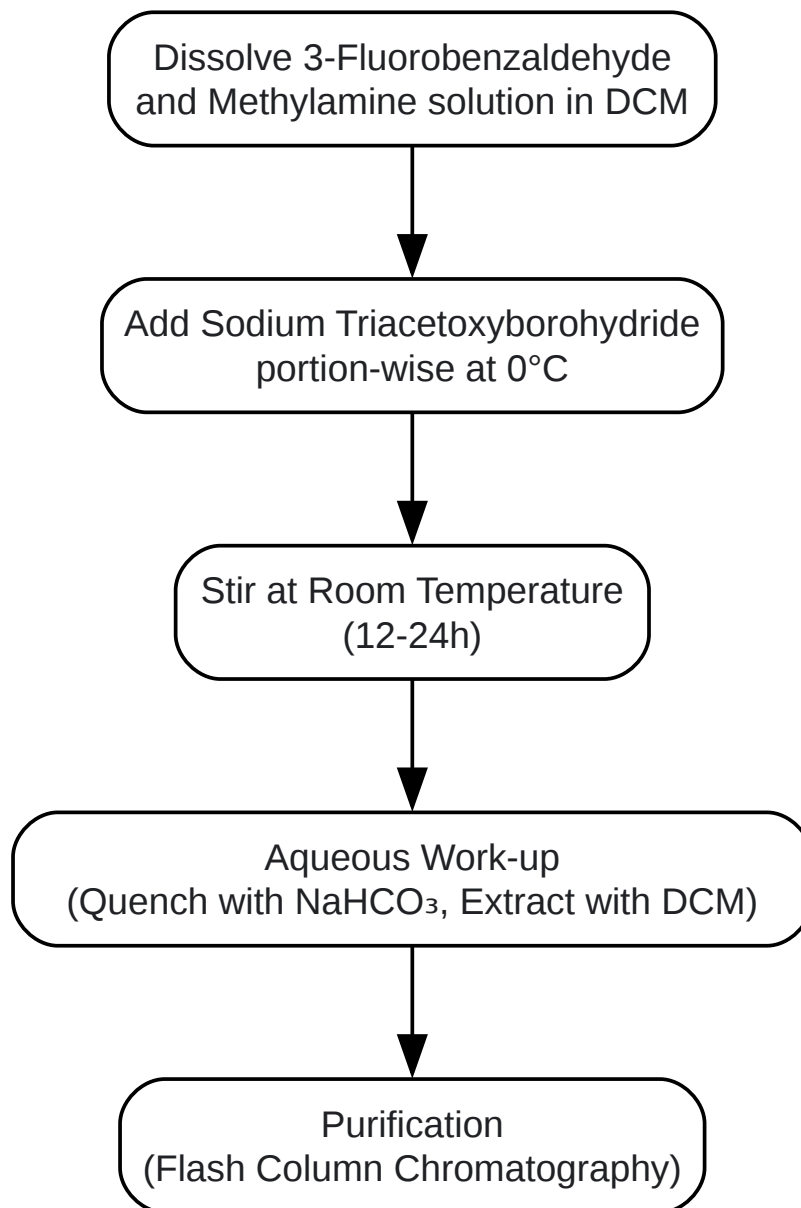 Dissolve 3-Fluorobenzaldehyde
and Methylamine solution in DCM
Add Sodium Triacetoxyborohydride
portion-wise at 0°C
Stir at Room Temperature
(12-24h)
Aqueous Work-up
(Quench with NaHCO₃, Extract with DCM)
Purification
(Flash Column Chromatography)